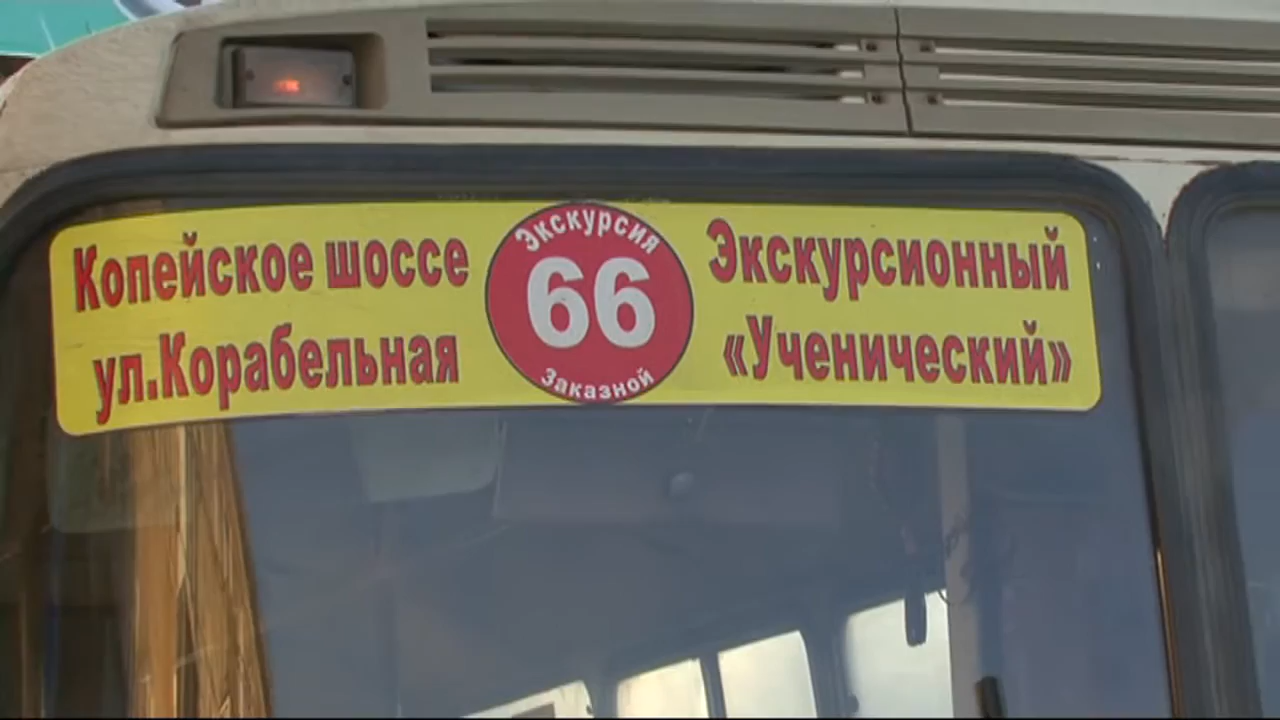 Копейское шоссе
ул.Корабельная
Экскурсия
66
Заказной
Экскурсионный
«Ученический»